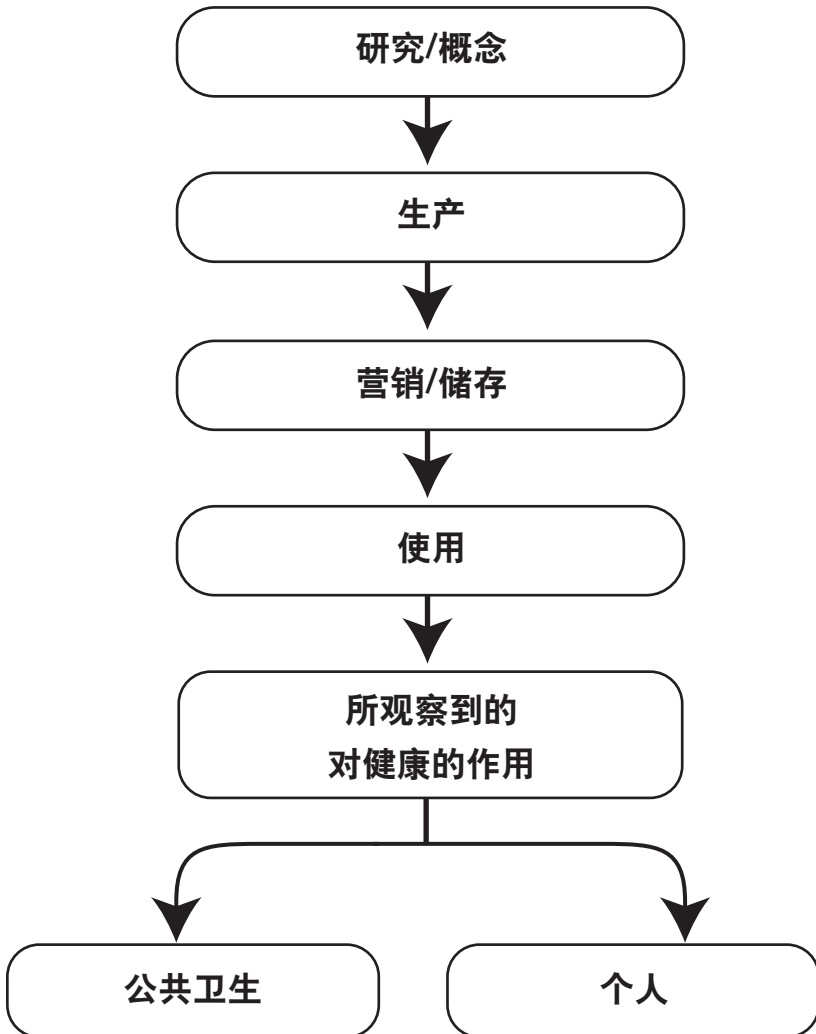 研究/概念
生产
营销/储存
使用
所观察到的
对健康的作用
公共卫生
个人